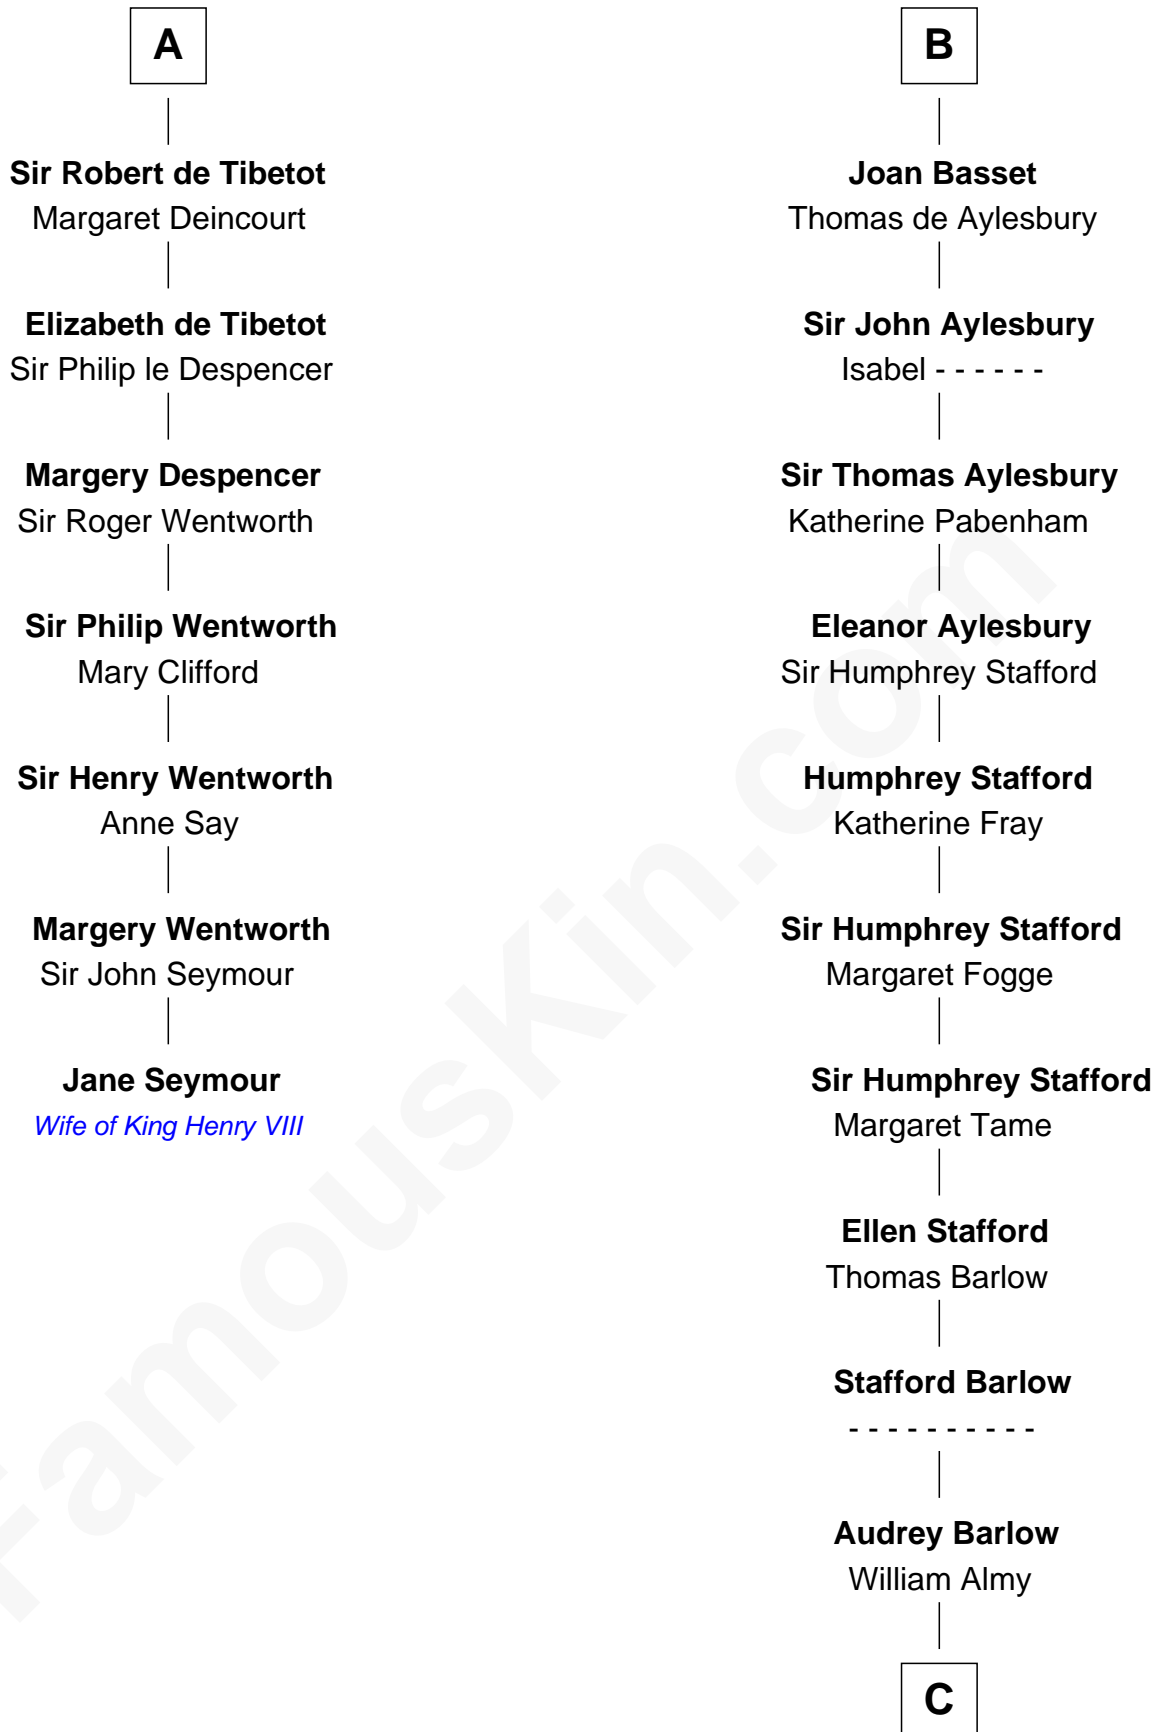 A
Sir Robert de Tibetot
Margaret Deincourt
Elizabeth de Tibetot
Sir Philip le Despencer
Margery Despencer
Sir Roger Wentworth
Sir Philip Wentworth
Mary Clifford
Sir Henry Wentworth
Anne Say
Margery Wentworth
Sir John Seymour
Jane Seymour
Wife of King Henry VIII
B
Joan Basset
Thomas de Aylesbury
Sir John Aylesbury
Isabel - - - - - -
Sir Thomas Aylesbury
Katherine Pabenham
Eleanor Aylesbury
Sir Humphrey Stafford
Humphrey Stafford
Katherine Fray
Sir Humphrey Stafford
Margaret Fogge
Sir Humphrey Stafford
Margaret Tame
Ellen Stafford
Thomas Barlow
Stafford Barlow
- - - - - - - - - -
Audrey Barlow
William Almy
C
FamousKin.com